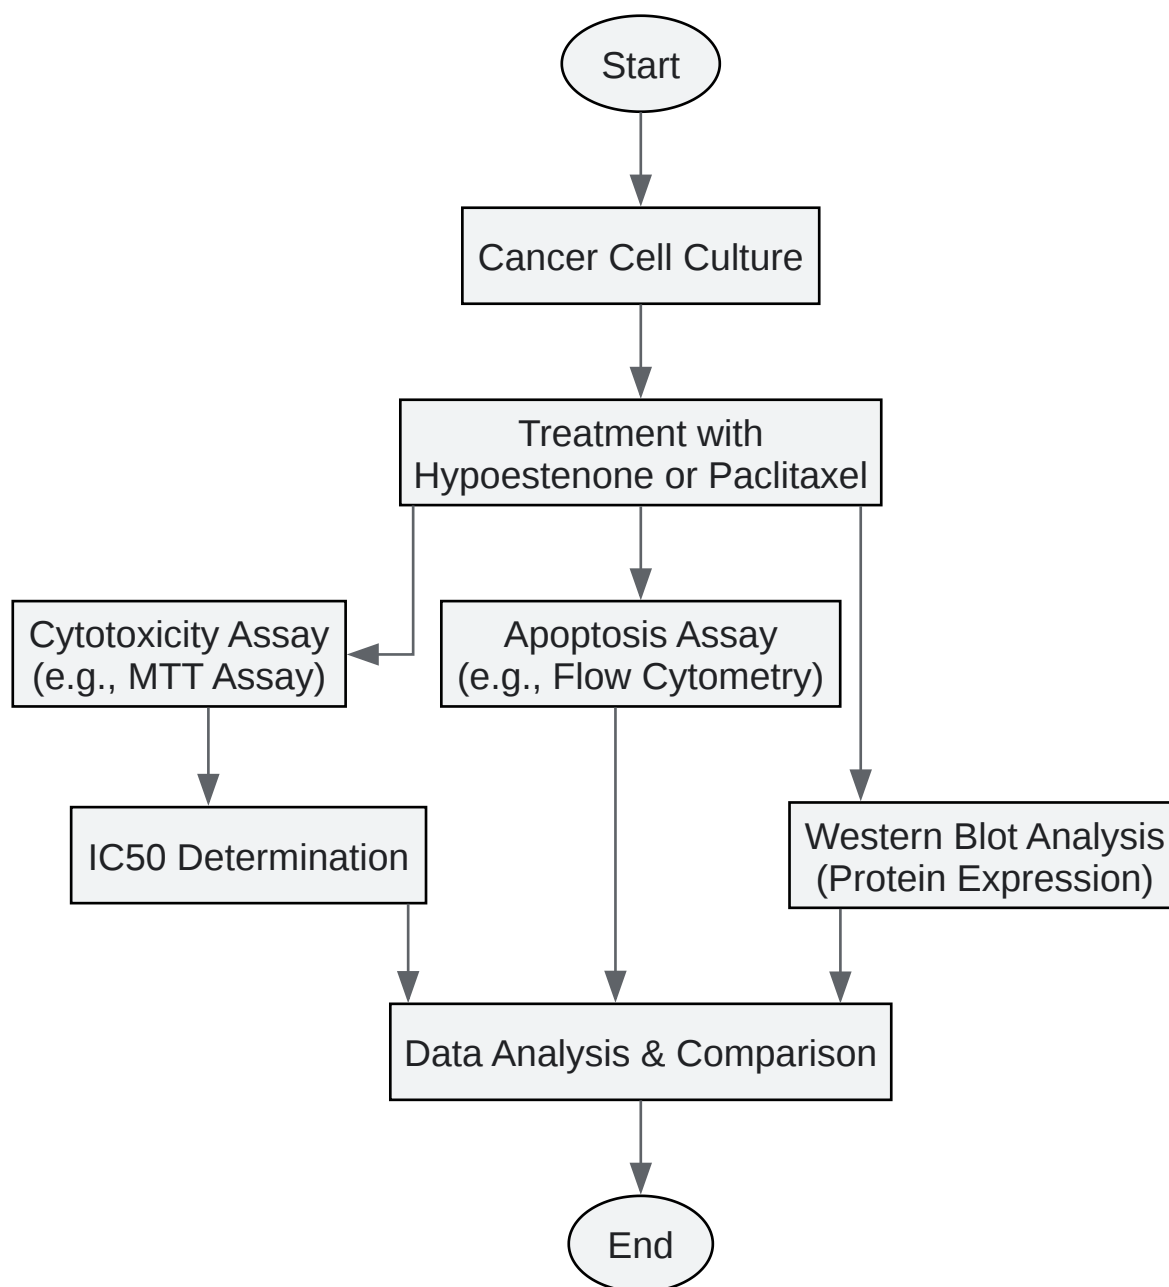 Start
Cancer Cell Culture
Treatment with
Hypoestenone or Paclitaxel
Cytotoxicity Assay
(e.g., MTT Assay)
Apoptosis Assay
(e.g., Flow Cytometry)
IC50 Determination
Western Blot Analysis
(Protein Expression)
Data Analysis & Comparison
End